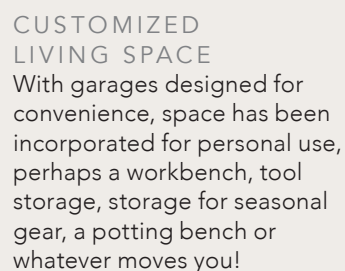 CUSTOMIZED
LIVING SPACE
With garages designed for
convenience, space has been
incorporated for personal use,
perhaps a workbench, tool
storage, storage for seasonal
gear, a potting bench or
whatever moves you!